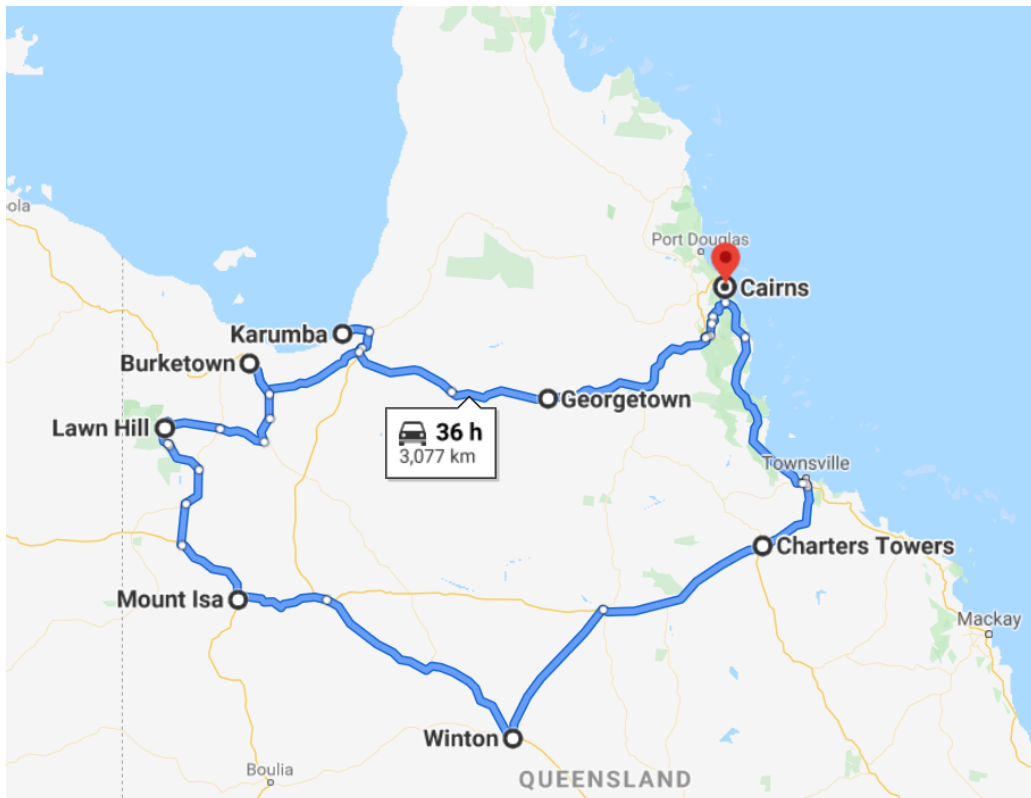 ola
Port Douglas
Cairns
Karumba
Burketown
Georgetown
Lawn Hill
36 h
3,077 km
Townsville
Charters Towers
Mount Isa
Mackay
Winton
Boulia
QUEENSLAND